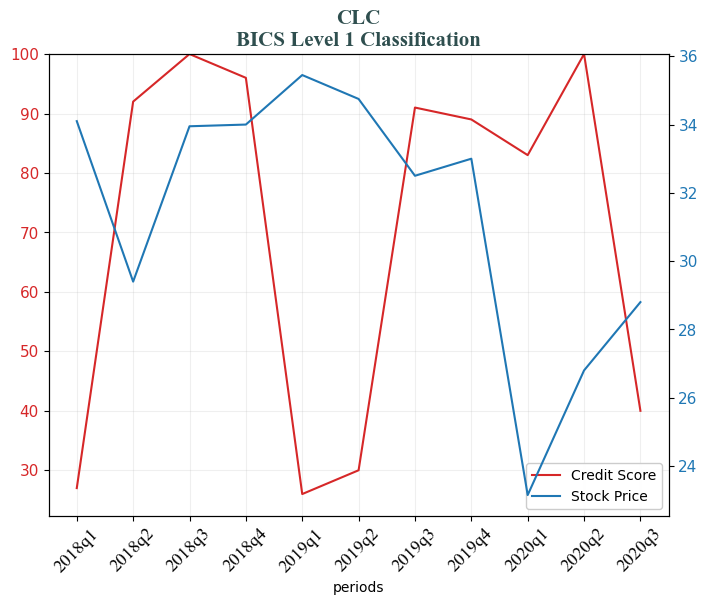 CLC
BICS Level 1 Classification
100
90
80
70
60
50
40
30
36
34
32
30
28
26
24
Credit Score
Stock Price
2018q1
2018q2
2018q3
2018q4
2019q1
2019q2
2019q3
2019q4
2020q1
2020q2
2020q3
periods